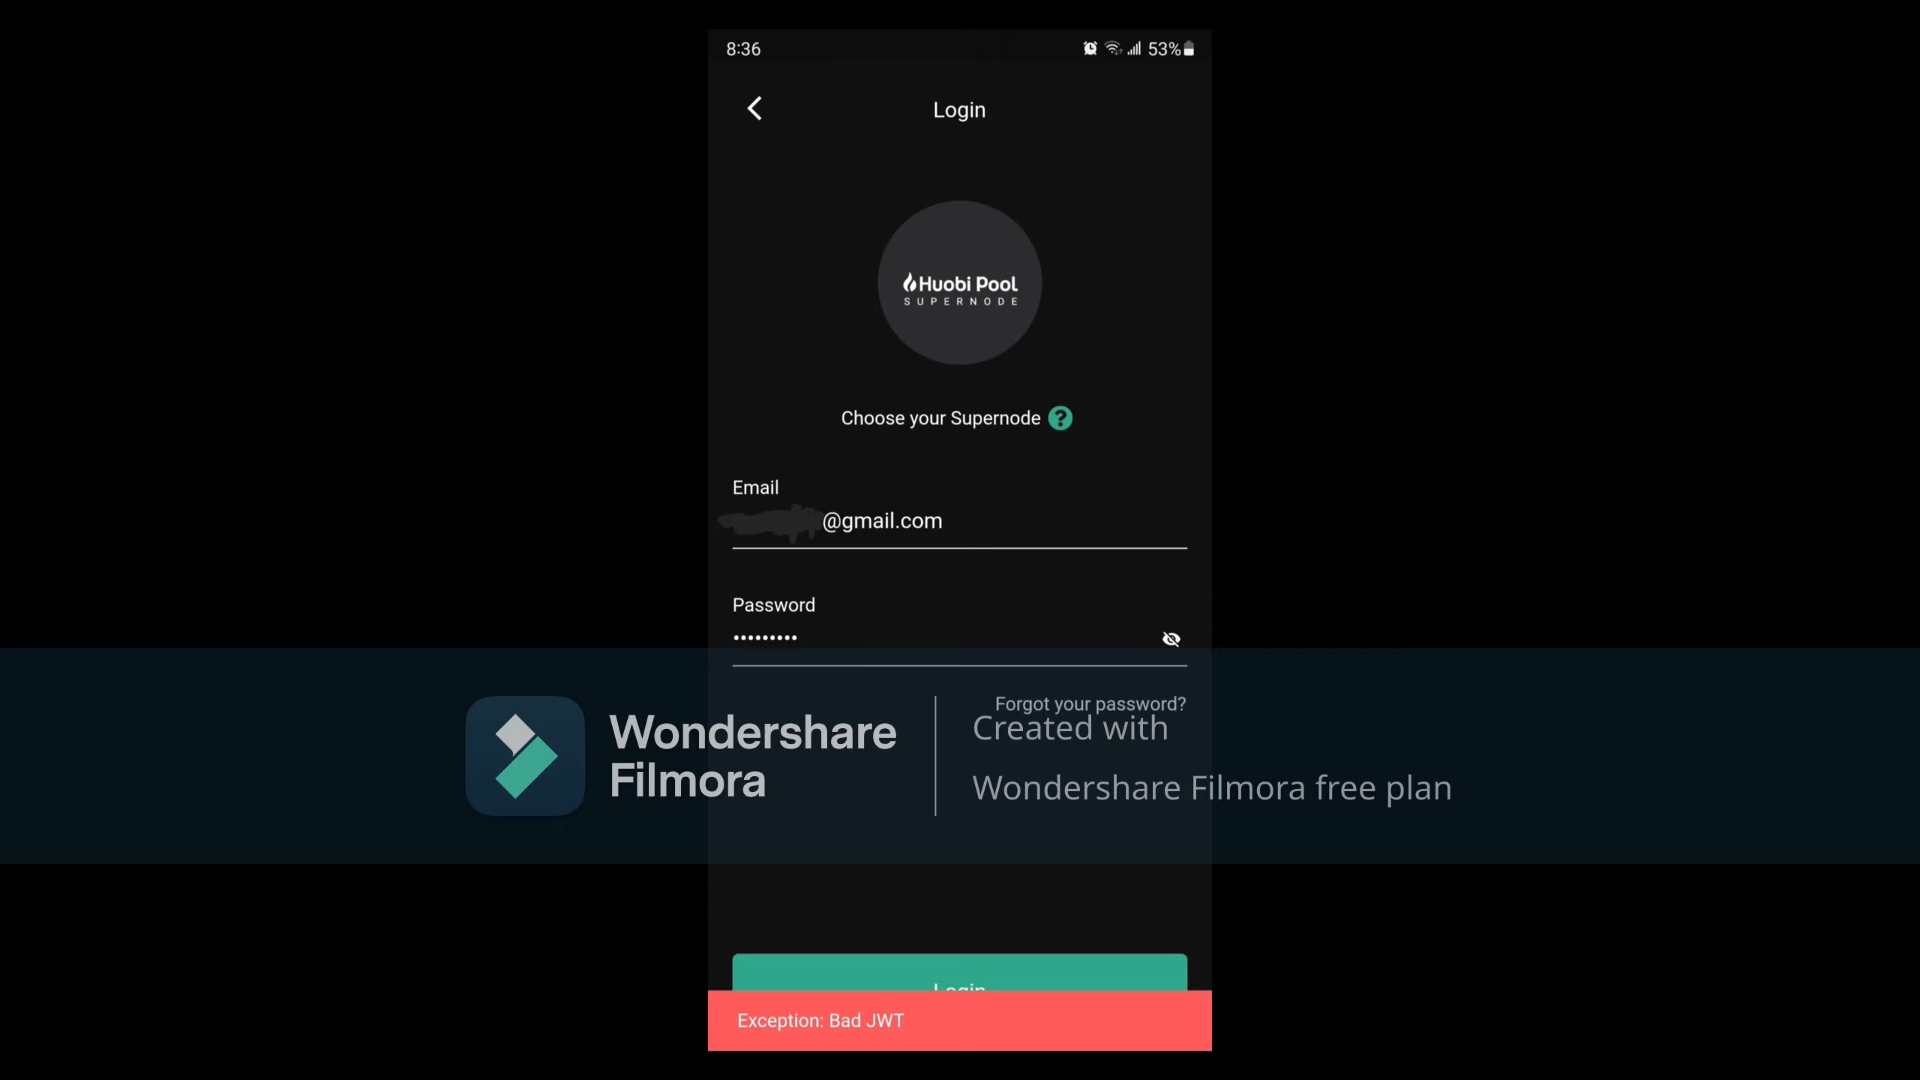 8:36
53%
Login
Huobi Pool
SUPERNODE
Choose your Supernode ?
Email
@gmail.com
Password
Forgot your password?
Wondershare
Filmora
Created with
Wondershare Filmora free plan
Login
Exception: Bad JWT